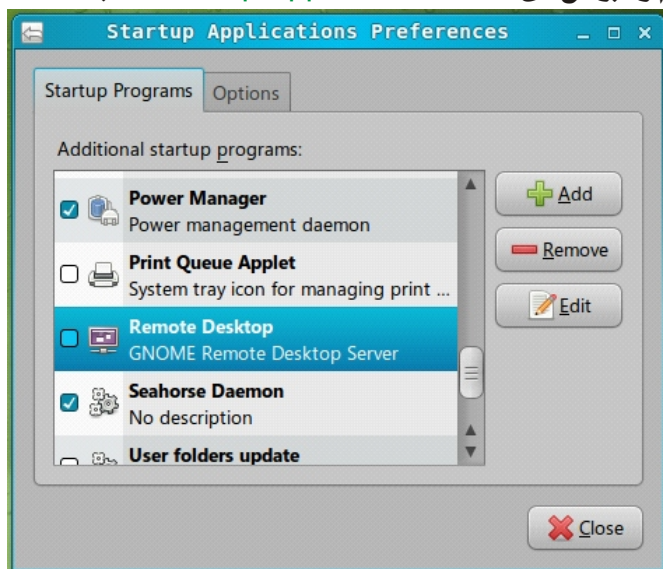 Startup Applications Preferences
Startup Programs
Options
Additional startup programs:
Power Manager
Power management daemon
Print Queue Applet
System tray icon for managing print ...
Remote Desktop
GNOME Remote Desktop Server
Seahorse Daemon
No description
User folders update
Add
Remove
Edit
Close